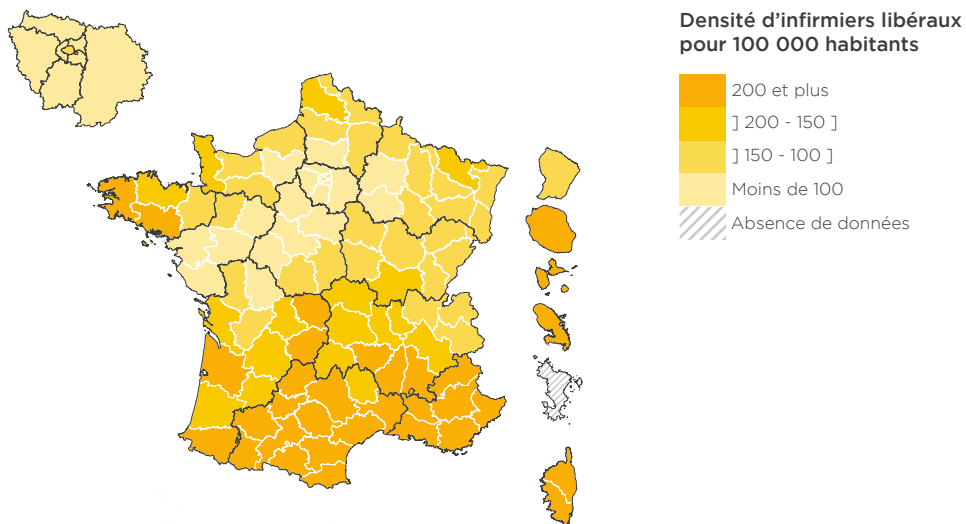 Densité d’infirmiers libéraux
pour 100 000 habitants
200 et plus
] 200 - 150 ]
] 150 - 100 ]
Moins de 100
Absence de données